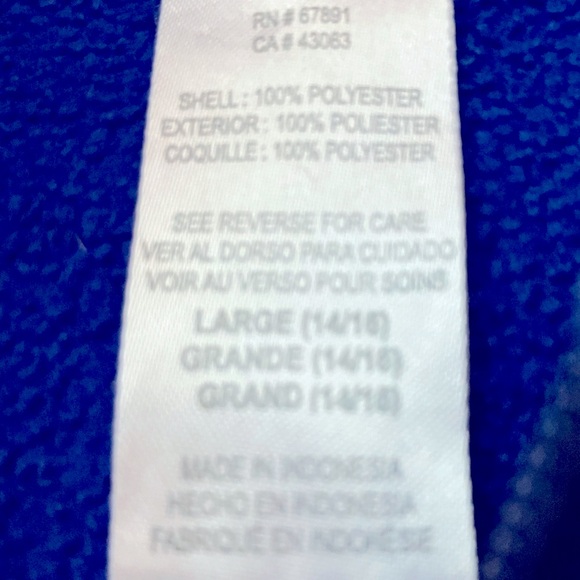 RN # 67891
CA # 43063
SHELL : 100% POLYESTER
EXTERIOR : 100% POLIESTER
COQUILLE : 100% POLYESTER
SEE REVERSE FOR CARE
VER AL DORSO PARA CUIDADO
VOIR AU VERSO POUR SOINS
LARGE (14/16)
GRANDE (14/16)
GRAND (14/16)
MADE IN INDONESIA
HECHO EN INDONESIA
FABRIQUÉ EN INDONÉSIE